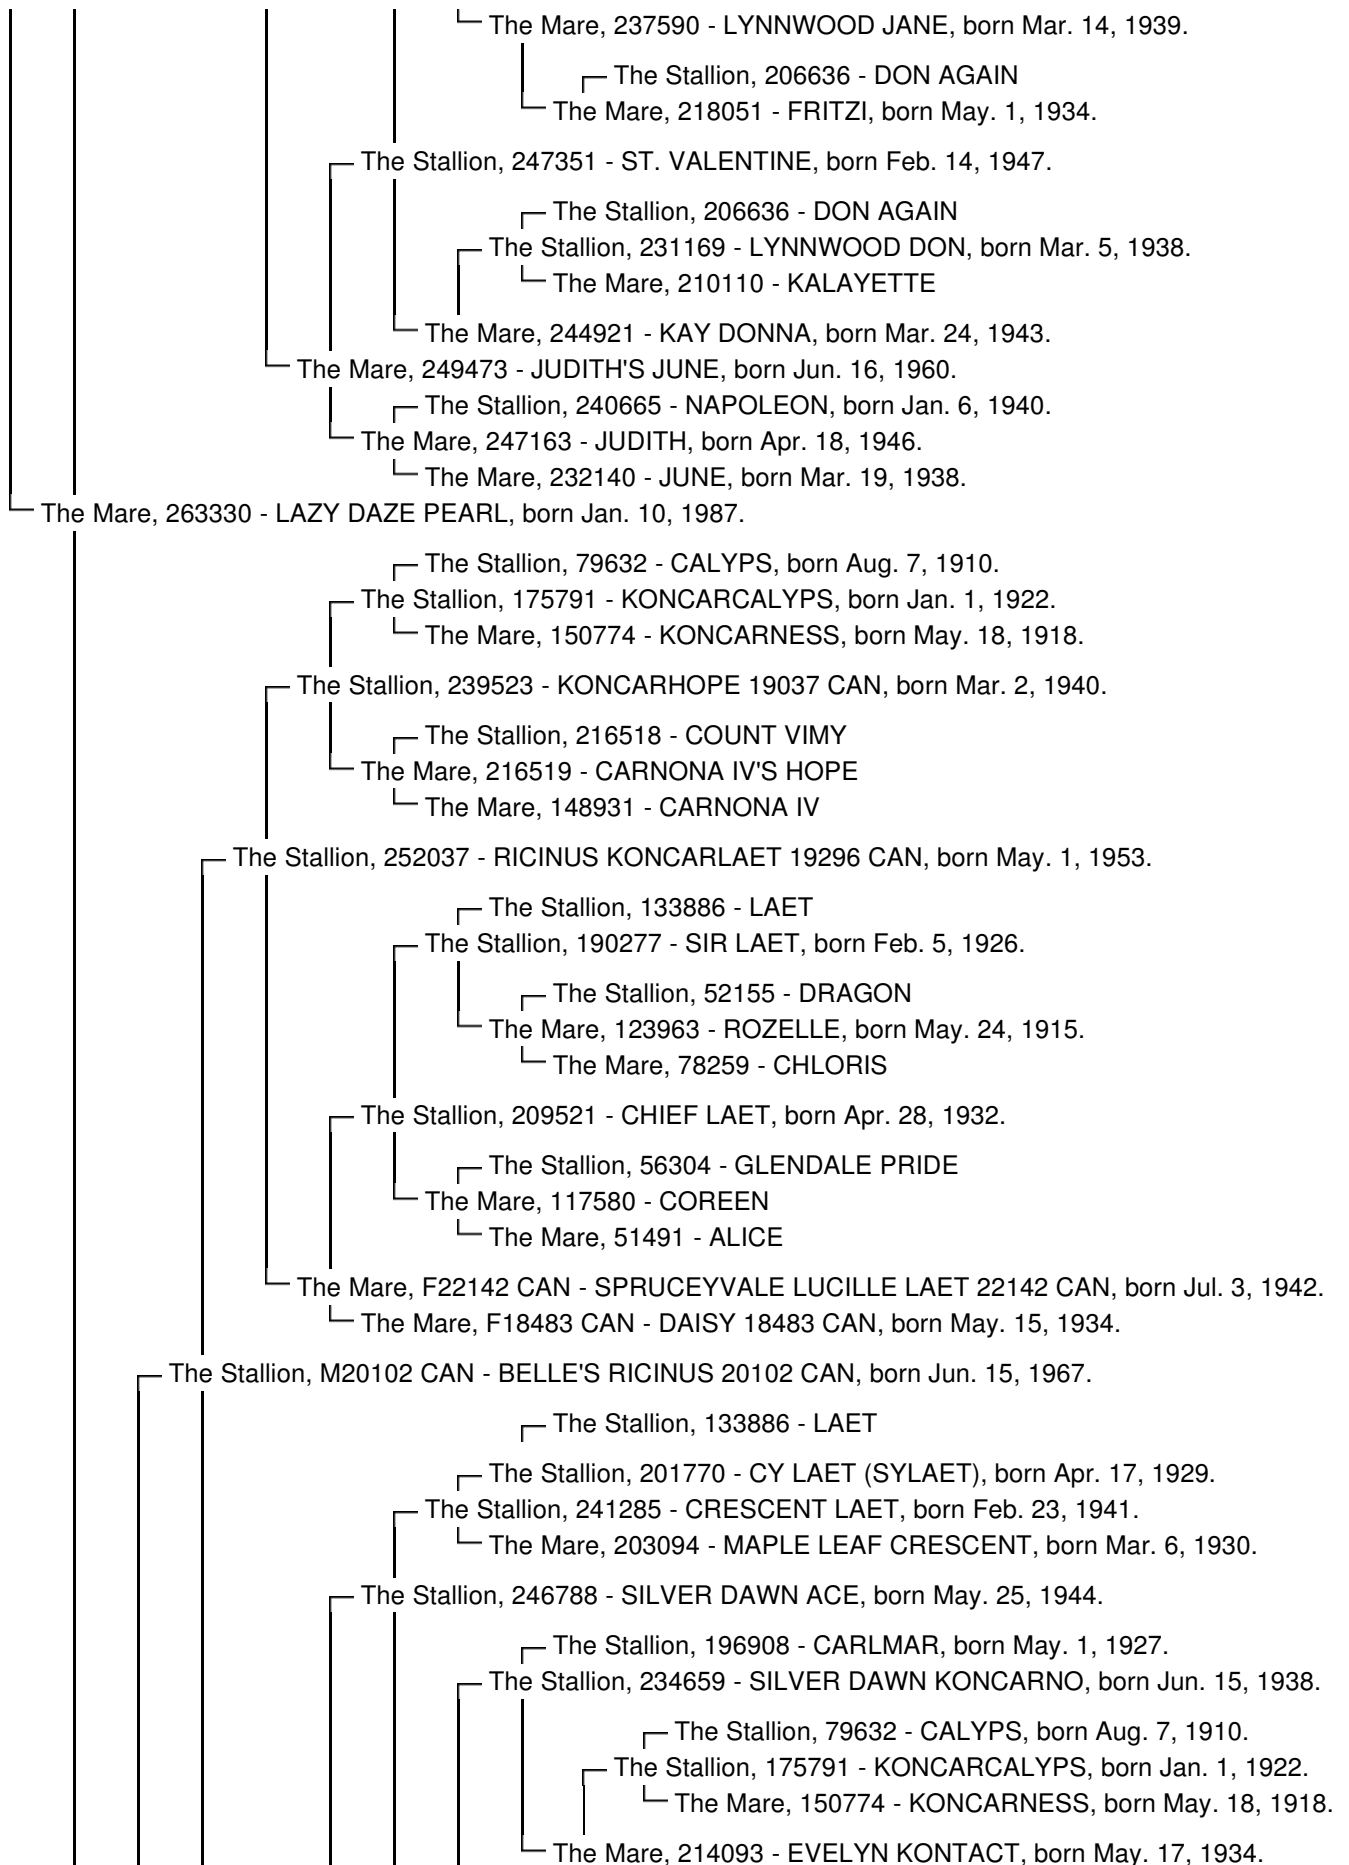 The Mare, 237590 - LYNNWOOD JANE, born Mar. 14, 1939.
The Stallion, 206636 - DON AGAIN
The Mare, 218051 - FRITZI, born May. 1, 1934.
The Stallion, 247351 - ST. VALENTINE, born Feb. 14, 1947.
The Stallion, 206636 - DON AGAIN
The Stallion, 231169 - LYNNWOOD DON, born Mar. 5, 1938.
The Mare, 210110 - KALAYETTE
The Mare, 244921 - KAY DONNA, born Mar. 24, 1943.
The Mare, 249473 - JUDITH'S JUNE, born Jun. 16, 1960.
The Stallion, 240665 - NAPOLEON, born Jan. 6, 1940.
The Mare, 247163 - JUDITH, born Apr. 18, 1946.
The Mare, 232140 - JUNE, born Mar. 19, 1938.
The Mare, 263330 - LAZY DAZE PEARL, born Jan. 10, 1987.
The Stallion, 79632 - CALYPS, born Aug. 7, 1910.
The Stallion, 175791 - KONCARCALYPS, born Jan. 1, 1922.
The Mare, 150774 - KONCARNESS, born May. 18, 1918.
The Stallion, 239523 - KONCARHOPE 19037 CAN, born Mar. 2, 1940.
The Stallion, 216518 - COUNT VIMY
The Mare, 216519 - CARNONA IV'S HOPE
The Mare, 148931 - CARNONA IV
The Stallion, 252037 - RICINUS KONCARLAET 19296 CAN, born May. 1, 1953.
The Stallion, 133886 - LAET
The Stallion, 190277 - SIR LAET, born Feb. 5, 1926.
The Stallion, 52155 - DRAGON
The Mare, 123963 - ROZELLE, born May. 24, 1915.
The Mare, 78259 - CHLORIS
The Stallion, 209521 - CHIEF LAET, born Apr. 28, 1932.
The Stallion, 56304 - GLENDALE PRIDE
The Mare, 117580 - COREEN
The Mare, 51491 - ALICE
The Mare, F22142 CAN - SPRUCEYVALE LUCILLE LAET 22142 CAN, born Jul. 3, 1942.
The Mare, F18483 CAN - DAISY 18483 CAN, born May. 15, 1934.
The Stallion, M20102 CAN - BELLE'S RICINUS 20102 CAN, born Jun. 15, 1967.
The Stallion, 133886 - LAET
The Stallion, 201770 - CY LAET (SYLAET), born Apr. 17, 1929.
The Stallion, 241285 - CRESCENT LAET, born Feb. 23, 1941.
The Mare, 203094 - MAPLE LEAF CRESCENT, born Mar. 6, 1930.
The Stallion, 246788 - SILVER DAWN ACE, born May. 25, 1944.
The Stallion, 196908 - CARLMAR, born May. 1, 1927.
The Stallion, 234659 - SILVER DAWN KONCARNO, born Jun. 15, 1938.
The Stallion, 79632 - CALYPS, born Aug. 7, 1910.
The Stallion, 175791 - KONCARCALYPS, born Jan. 1, 1922.
The Mare, 150774 - KONCARNESS, born May. 18, 1918.
The Mare, 214093 - EVELYN KONTACT, born May. 17, 1934.